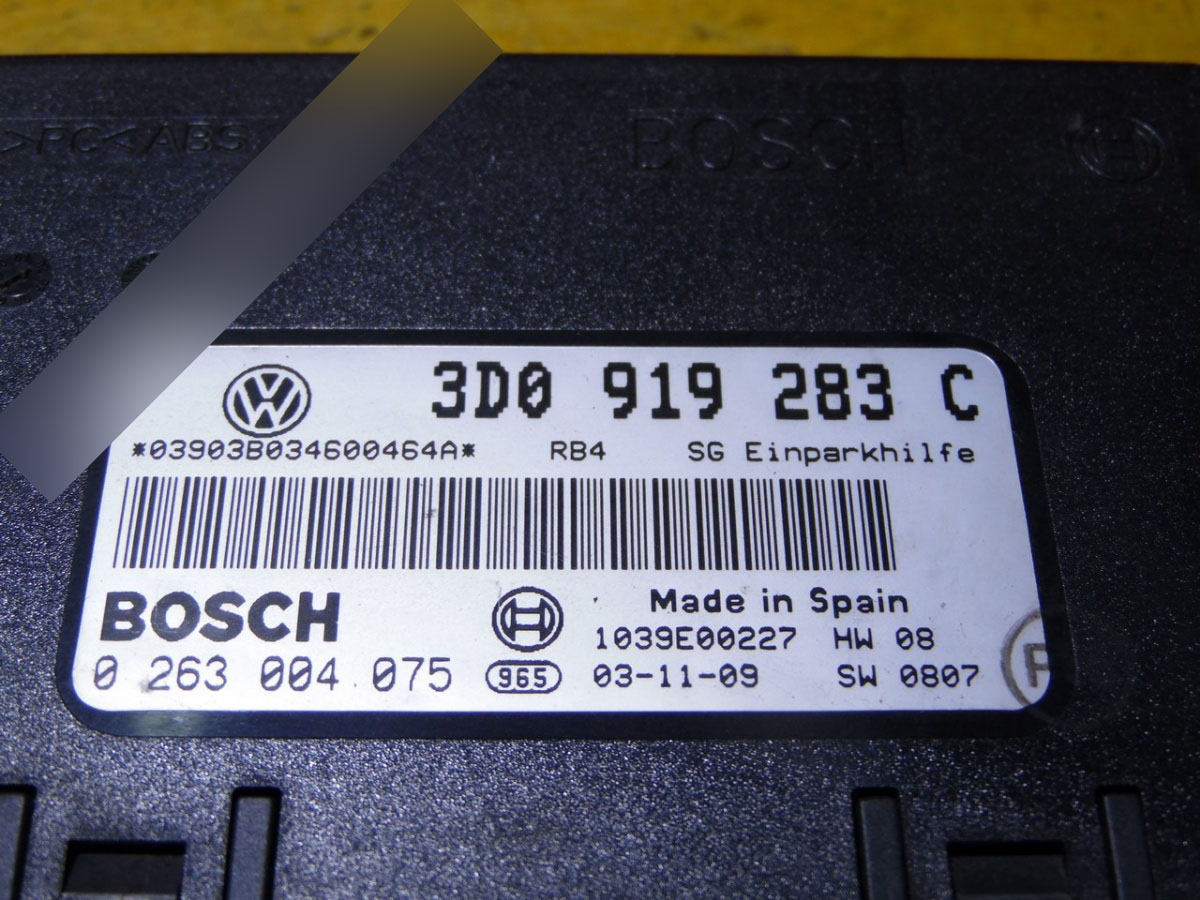 >PC<ABS
BOSCH
3D0 919 283 C
*03903B034600464A* RB4 SG Einparkhilfe
BOSCH
Made in Spain
1039E00227 HW 08
0 263 004 075 965 03-11-09 SW 0807